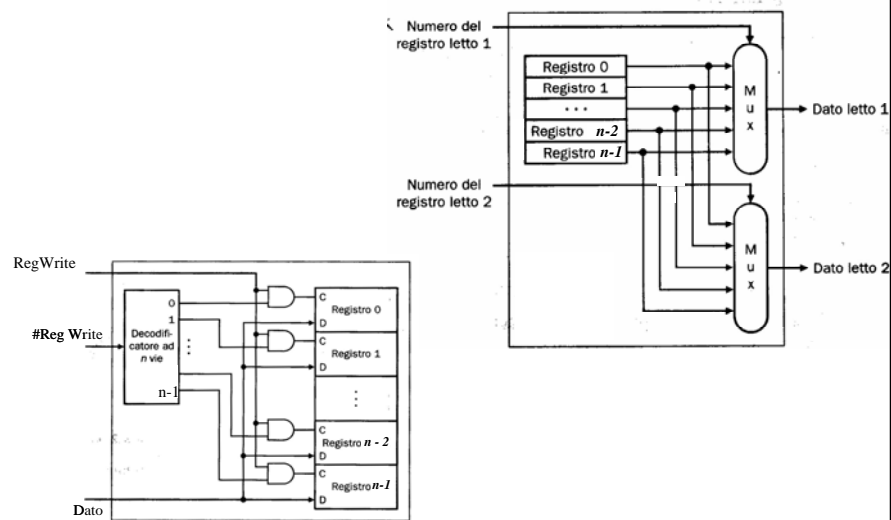 Numero del
registro letto 1
Registro 0
Registro 1
...
Registro n-2
Registro n-1
M
u
x
Dato letto 1
Numero del
registro letto 2
M
u
x
Dato letto 2
RegWrite
#Reg Write
Decodifi-
catore ad
n vie
0
1
n-1
C
Registro 0
D
C
Registro 1
D
C
Registro n - 2
D
C
Registro n-1
D
Dato